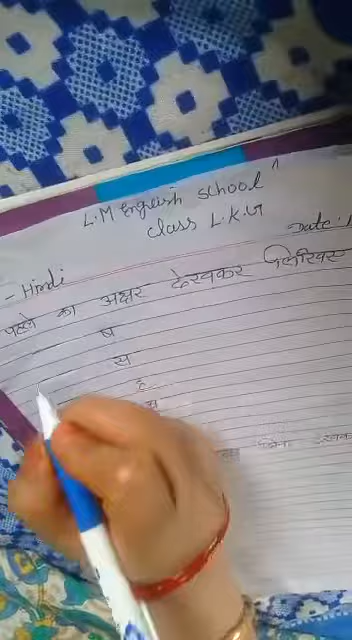 L.M English school
Class L.K.G
Date :
- Hindi
पहले का अक्षर देखकर लिखिए
ब
स
ह